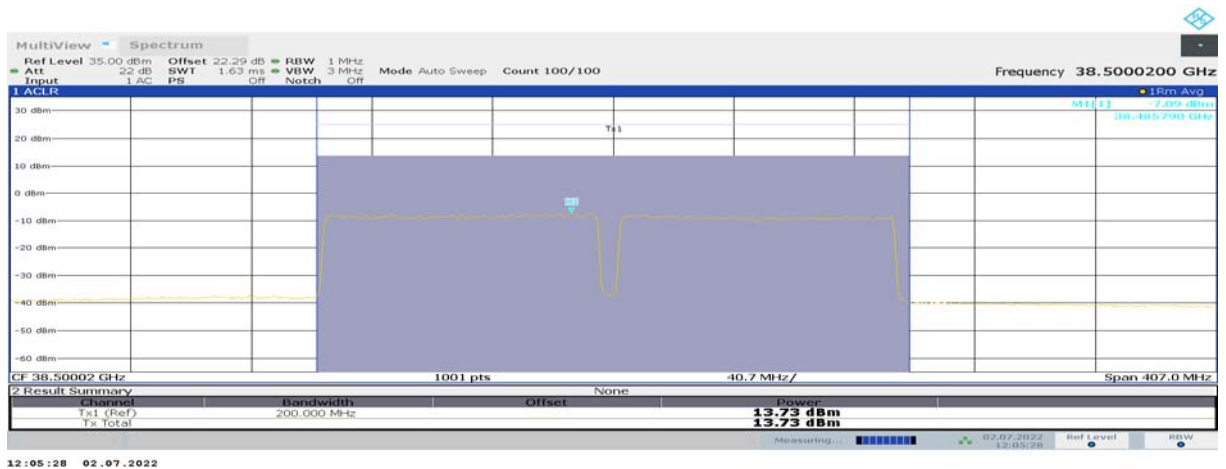 MultiView Spectrum
Ref Level 35.00 dBm Offset 22.29 dB RBW 1 MHz
Att 22 dB SWT 1.63 ms VBW 3 MHz Mode Auto Sweep Count 100/100 Frequency 38.5000200 GHz
Input 1 AC PS Off Notch Off
1 ACLR 1Rm Avg
M1[1] -7.09 dBm
38.485790 GHz
30 dBm
Tx1
20 dBm
10 dBm
0 dBm
M1
-10 dBm
-20 dBm
-30 dBm
-40 dBm
-50 dBm
-60 dBm
CF 38.50002 GHz 1001 pts 40.7 MHz/ Span 407.0 MHz
2 Result Summary None
Channel Bandwidth Offset Power
Tx1 (Ref) 200.000 MHz 13.73 dBm
Tx Total 13.73 dBm
Measuring... 02.07.2022 Ref Level RBW
12:05:28
12:05:28 02.07.2022